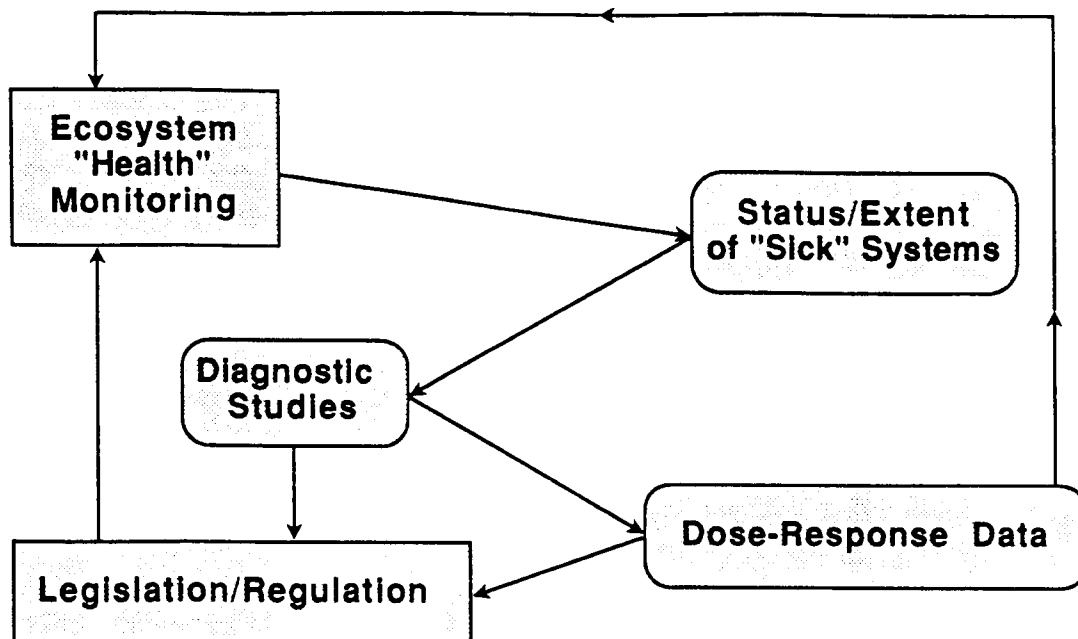 Ecosystem
"Health"
Monitoring
Status/Extent
of "Sick" Systems
Diagnostic
Studies
Dose-Response Data
Legislation/Regulation